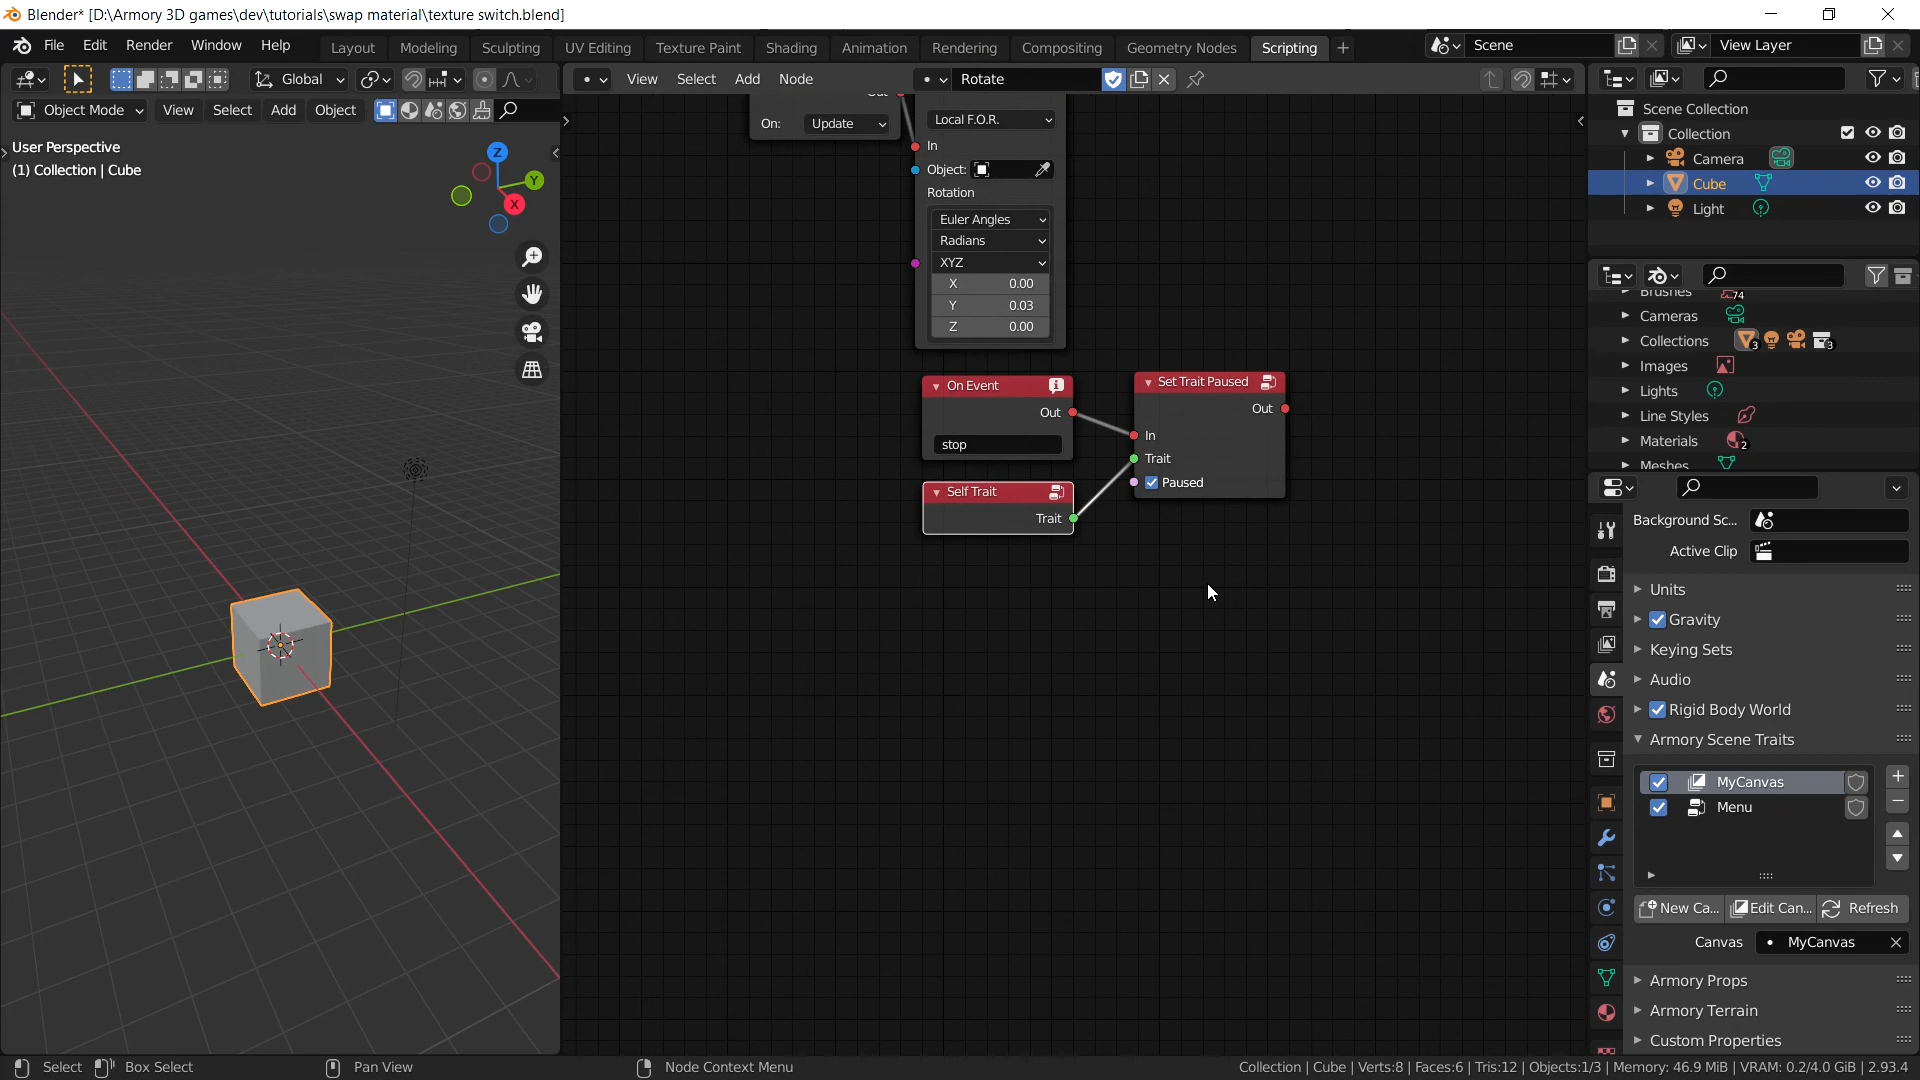 Blender* [D:\Armory 3D games\dev\tutorials\swap material\texture switch.blend]
File Edit Render Window Help Layout Modeling Sculpting UV Editing Texture Paint Shading Animation Rendering Compositing Geometry Nodes Scripting + Scene View Layer
Global View Select Add Node Rotate
Object Mode View Select Add Object
User Perspective
(1) Collection | Cube
Z
Y
X
Out
On: Update
Local F.O.R.
In
Object:
Rotation
Euler Angles
Radians
XYZ
X 0.00
Y 0.03
Z 0.00
On Event
Out
stop
Set Trait Paused
Out
In
Trait
Paused
Self Trait
Trait
Scene Collection
Collection
Camera
Cube
Light
Brushes 74
Cameras
Collections 3 3
Images
Lights
Line Styles
Materials 2
Meshes
Background Sc...
Active Clip
Units
Gravity
Keying Sets
Audio
Rigid Body World
Armory Scene Traits
MyCanvas
Menu
New Ca... Edit Can... Refresh
Canvas MyCanvas
Armory Props
Armory Terrain
Custom Properties
Select Box Select Pan View Node Context Menu Collection | Cube | Verts:8 | Faces:6 | Tris:12 | Objects:1/3 | Memory: 46.9 MiB | VRAM: 0.2/4.0 GiB | 2.93.4